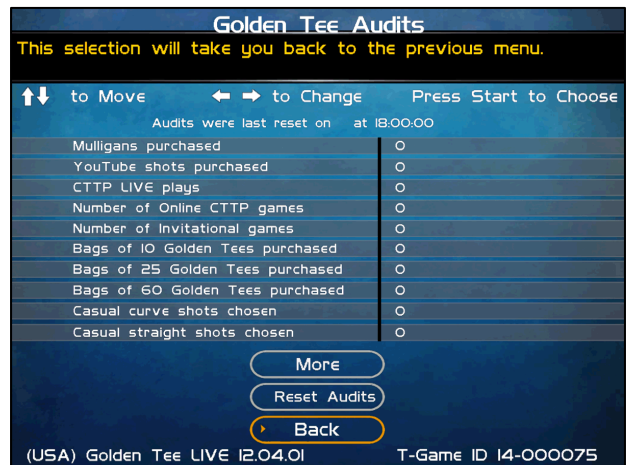 Golden Tee Audits
This selection will take you back to the previous menu.
to Move to Change Press Start to Choose
Audits were last reset on at 18:00:00
Mulligans purchased 0
YouTube shots purchased 0
CTTP LIVE plays 0
Number of Online CTTP games 0
Number of Invitational games 0
Bags of 10 Golden Tees purchased 0
Bags of 25 Golden Tees purchased 0
Bags of 60 Golden Tees purchased 0
Casual curve shots chosen 0
Casual straight shots chosen 0
More
Reset Audits
Back
(USA) Golden Tee LIVE 12.04.01 T-Game ID 14-000075